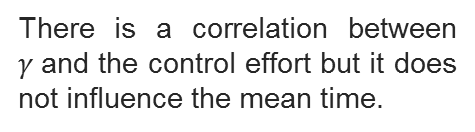 There is a correlation between
γ and the control effort but it does
not influence the mean time.